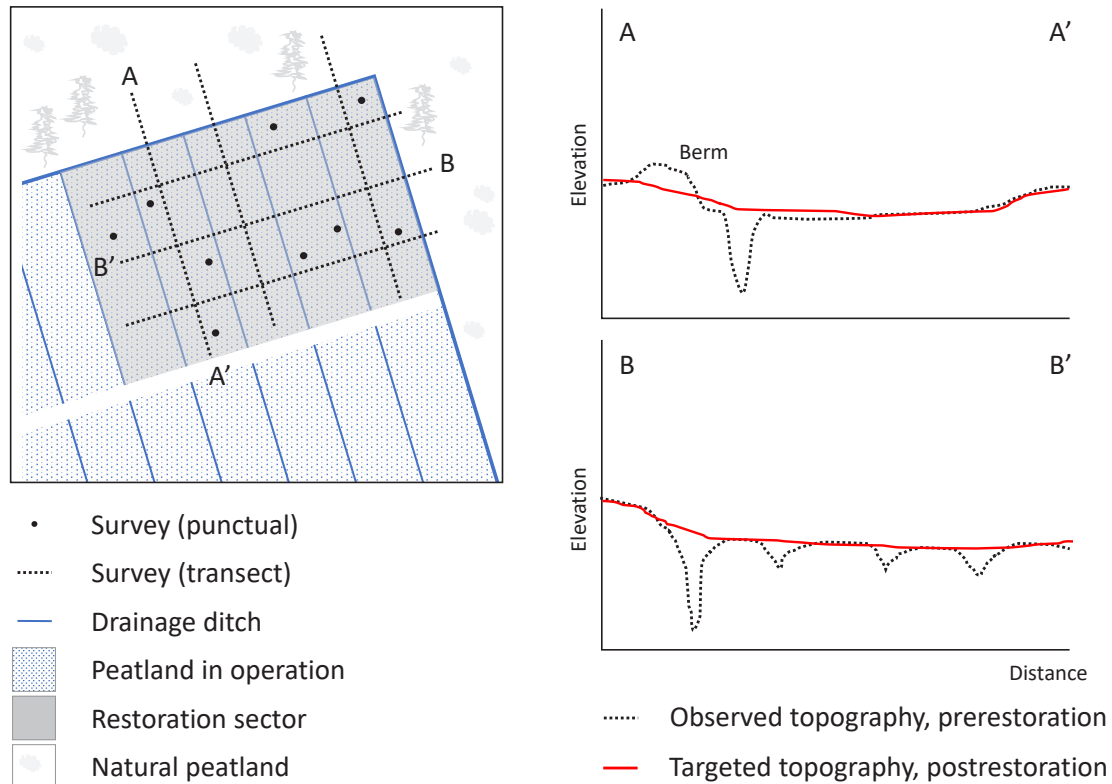 A
B
B’
A’
Survey (punctual)
Survey (transect)
Drainage ditch
Peatland in operation
Restoration sector
Natural peatland
A
A’
Elevation
Berm
B
B’
Elevation
Distance
Observed topography, prerestoration
Targeted topography, postrestoration